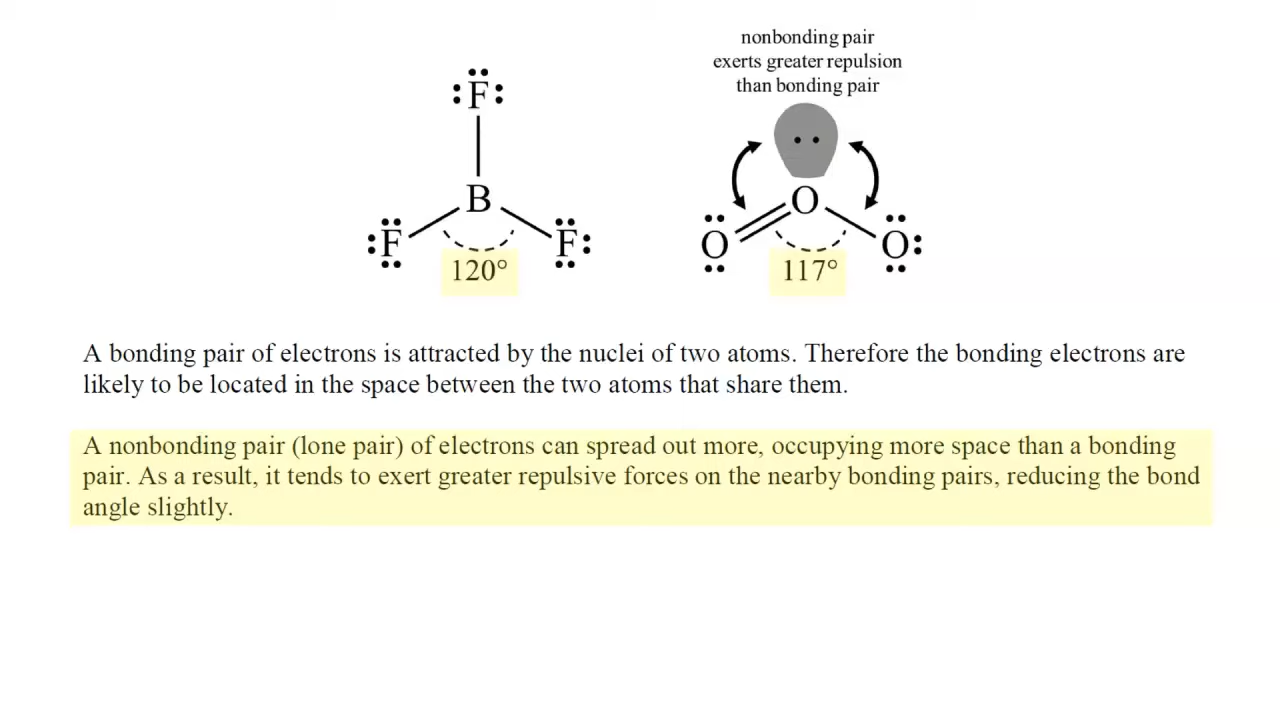 nonbonding pair
exerts greater repulsion
than bonding pair
F
B
F
F
120°
O
O
O
117°
A bonding pair of electrons is attracted by the nuclei of two atoms. Therefore the bonding electrons are
likely to be located in the space between the two atoms that share them.
A nonbonding pair (lone pair) of electrons can spread out more, occupying more space than a bonding
pair. As a result, it tends to exert greater repulsive forces on the nearby bonding pairs, reducing the bond
angle slightly.